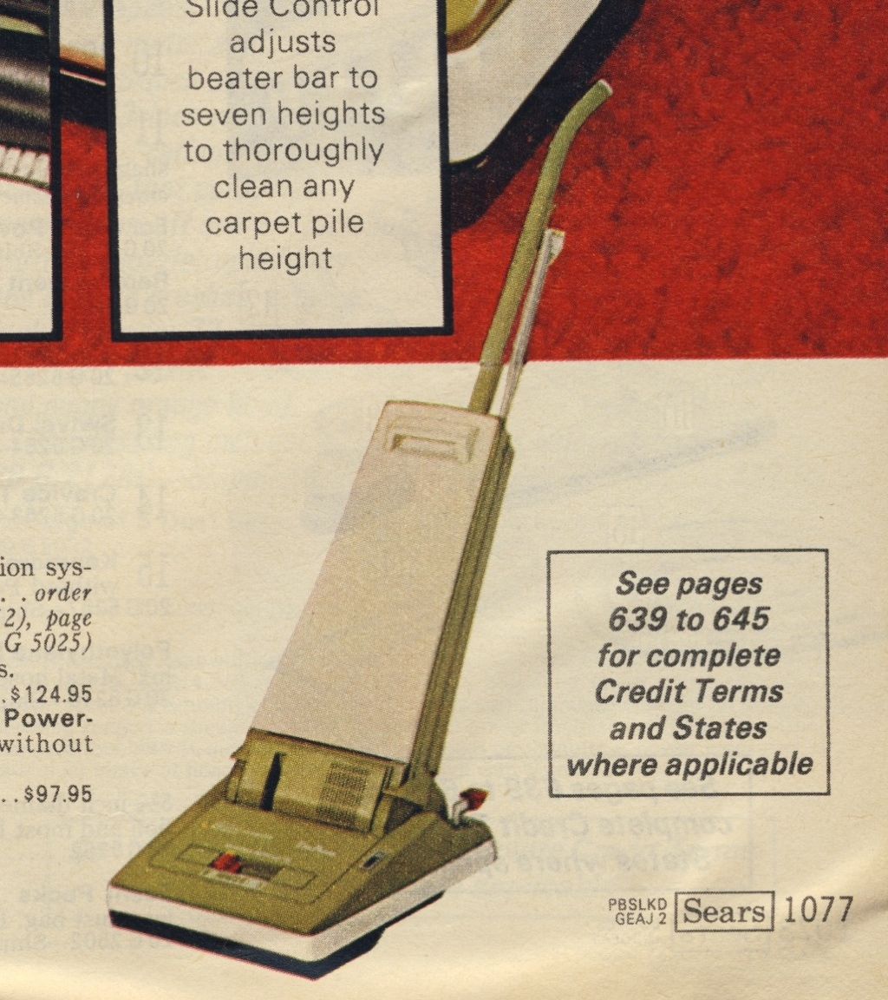 Slide Control
adjusts
beater bar to
seven heights
to thoroughly
clean any
carpet pile
height
ion sys-
. . order
2), page
G 5025)
s.
.$124.95
Power-
without
. .$97.95
See pages
639 to 645
for complete
Credit Terms
and States
where applicable
PBSLKD
GEAJ 2
Sears
1077